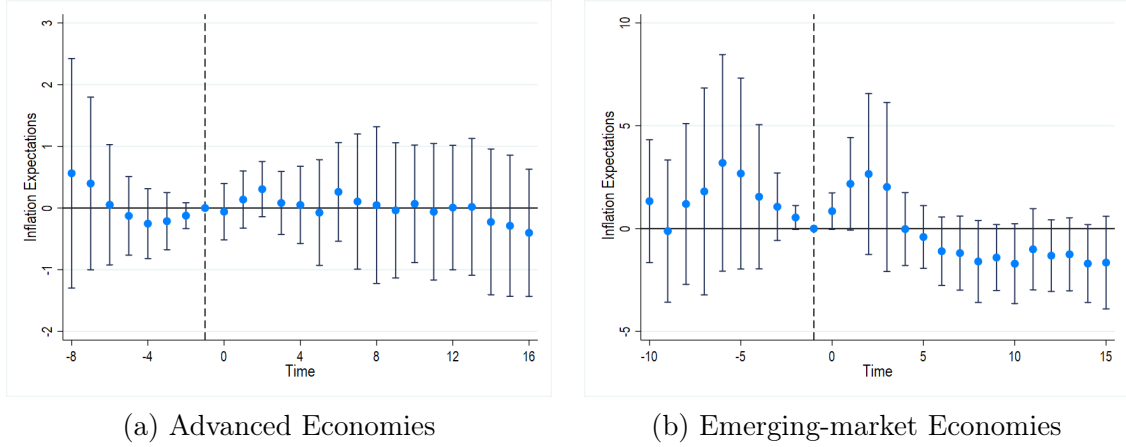 3
2
1
0
-1
-2
Inflation Expectations
-8 -4 0 4 8 12 16
Time
(a) Advanced Economies
10
5
0
-5
Inflation Expectations
-10 -5 0 5 10 15
Time
(b) Emerging-market Economies